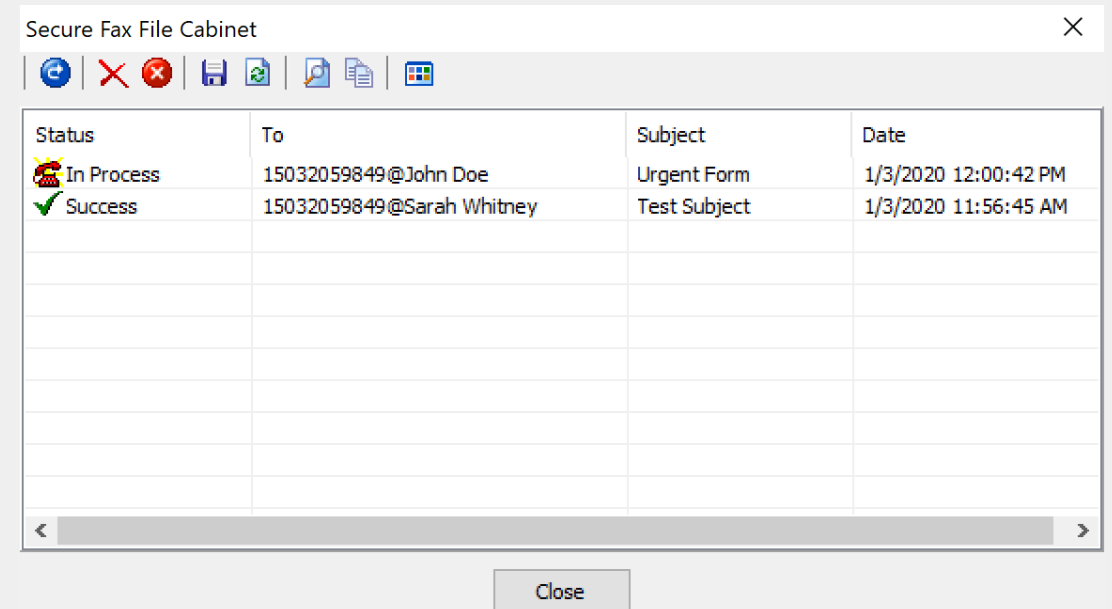 Secure Fax File Cabinet
Status To Subject Date
In Process 15032059849@John Doe Urgent Form 1/3/2020 12:00:42 PM
Success 15032059849@Sarah Whitney Test Subject 1/3/2020 11:56:45 AM
Close